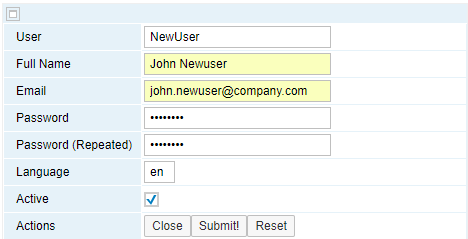 User NewUser
Full Name John Newuser
Email john.newuser@company.com
Password ••••••••
Password (Repeated) ••••••••
Language en
Active
Actions Close Submit! Reset